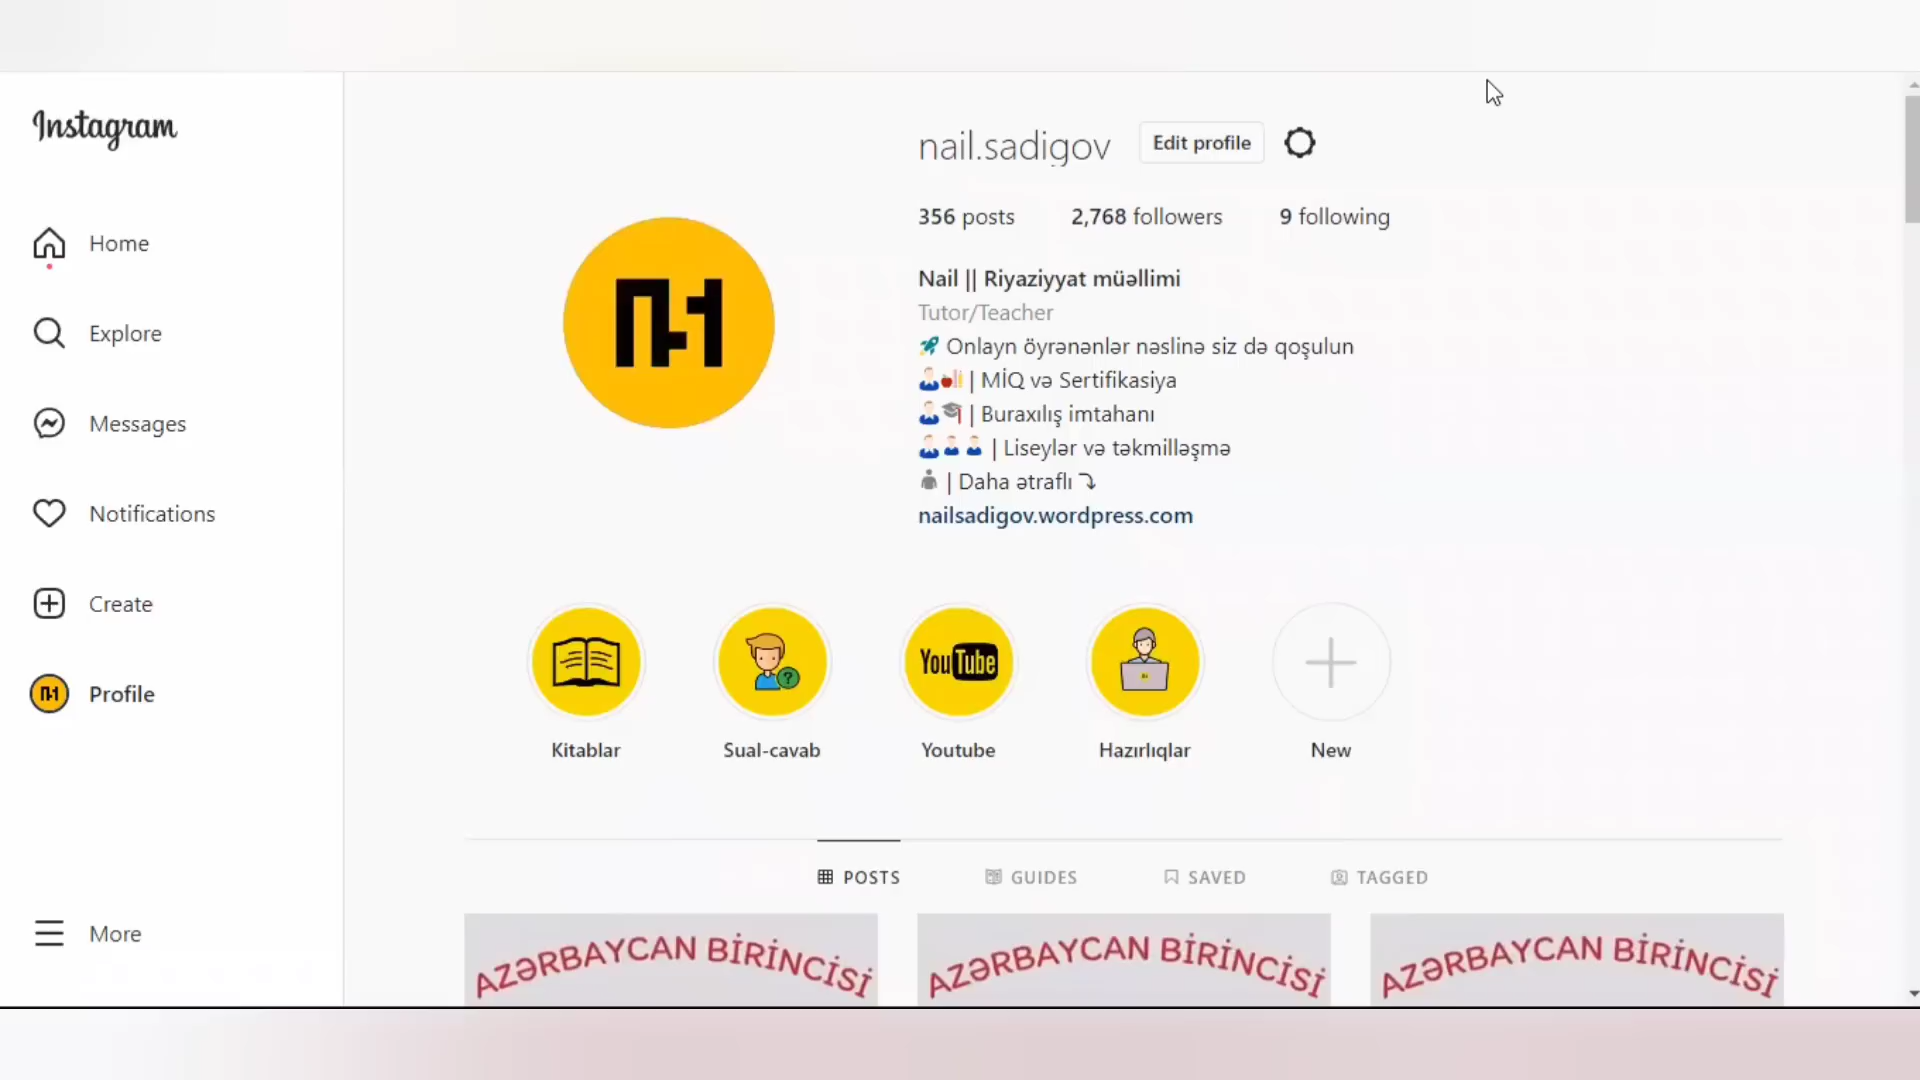 Instagram
Home
Explore
Messages
Notifications
Create
Profile
More
nail.sadigov
Edit profile
356 posts
2,768 followers
9 following
Nail || Riyaziyyat müəllimi
Tutor/Teacher
Onlayn öyrənənlər nəslinə siz də qoşulun
| MİQ və Sertifikasiya
| Buraxılış imtahanı
| Liseylər və təkmilləşmə
| Daha ətraflı
nailsadigov.wordpress.com
YouTube
Kitablar
Sual-cavab
Youtube
Hazırlıqlar
New
POSTS
GUIDES
SAVED
TAGGED
AZƏRBAYCAN BİRİNCİSİ
AZƏRBAYCAN BİRİNCİSİ
AZƏRBAYCAN BİRİNCİSİ